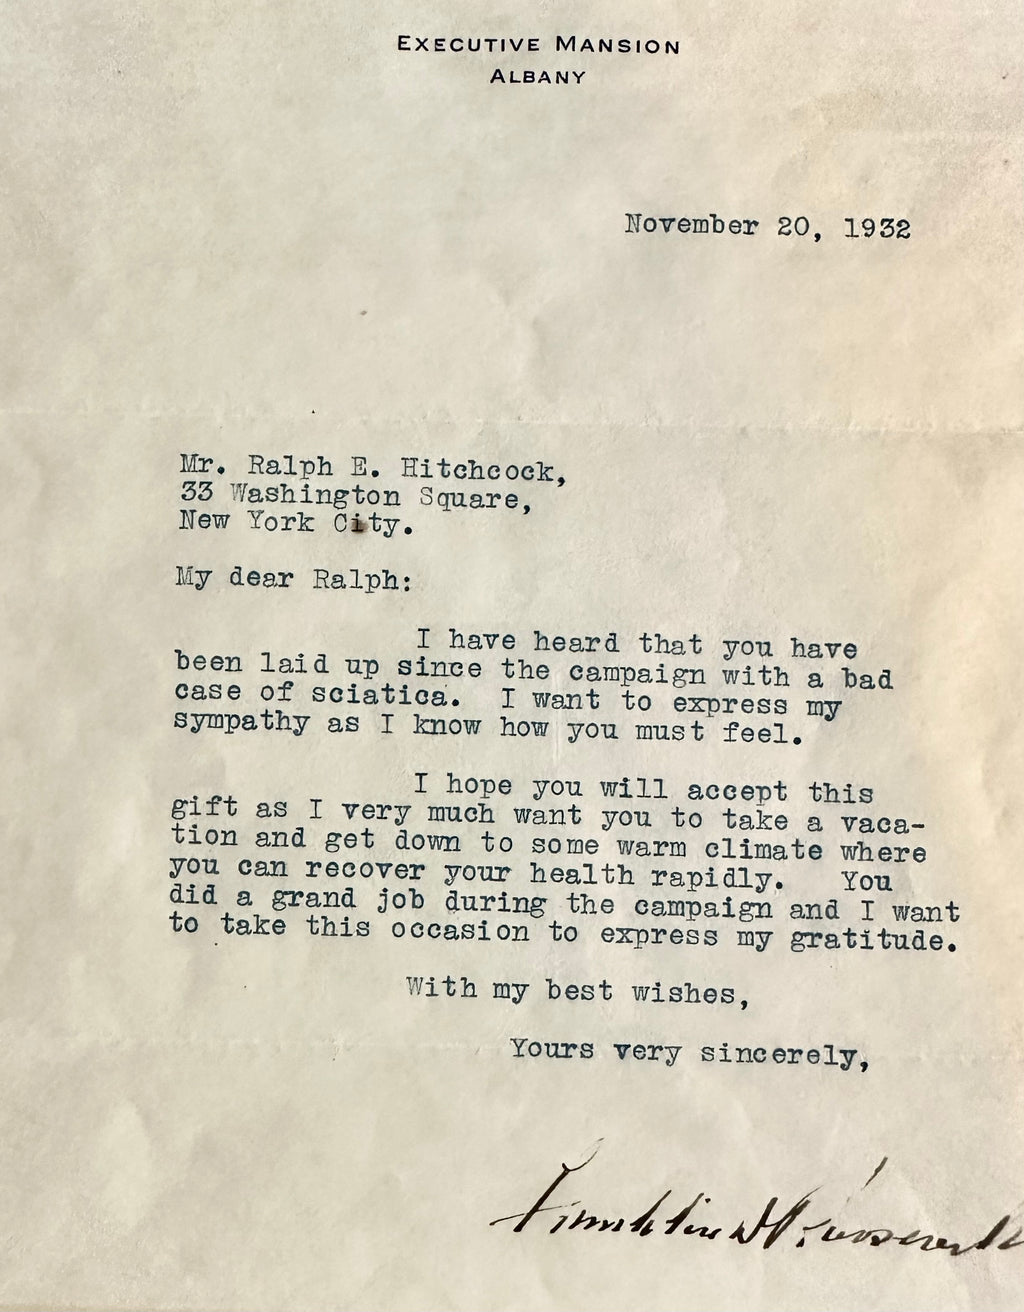 EXECUTIVE MANSION
ALBANY
November 20, 1932
Mr. Ralph E. Hitchcock,
33 Washington Square,
New York City.
My dear Ralph:
I have heard that you have
been laid up since the campaign with a bad
case of sciatica. I want to express my
sympathy as I know how you must feel.
I hope you will accept this
gift as I very much want you to take a vaca-
tion and get down to some warm climate where
you can recover your health rapidly. You
did a grand job during the campaign and I want
to take this occasion to express my gratitude.
With my best wishes,
Yours very sincerely,
Franklin D Roosevelt